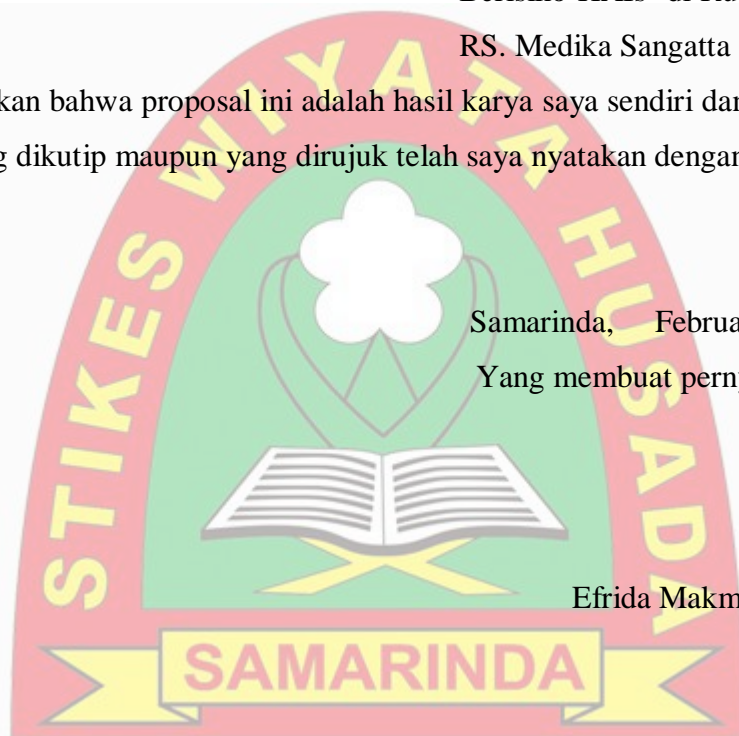 RS. Medika Sangatta
kan bahwa proposal ini adalah hasil karya saya sendiri dar
g dikutip maupun yang dirujuk telah saya nyatakan dengan
Samarinda, Februa
Yang membuat perny
Efrida Makm
STIKES WIYATA HUSADA
SAMARINDA